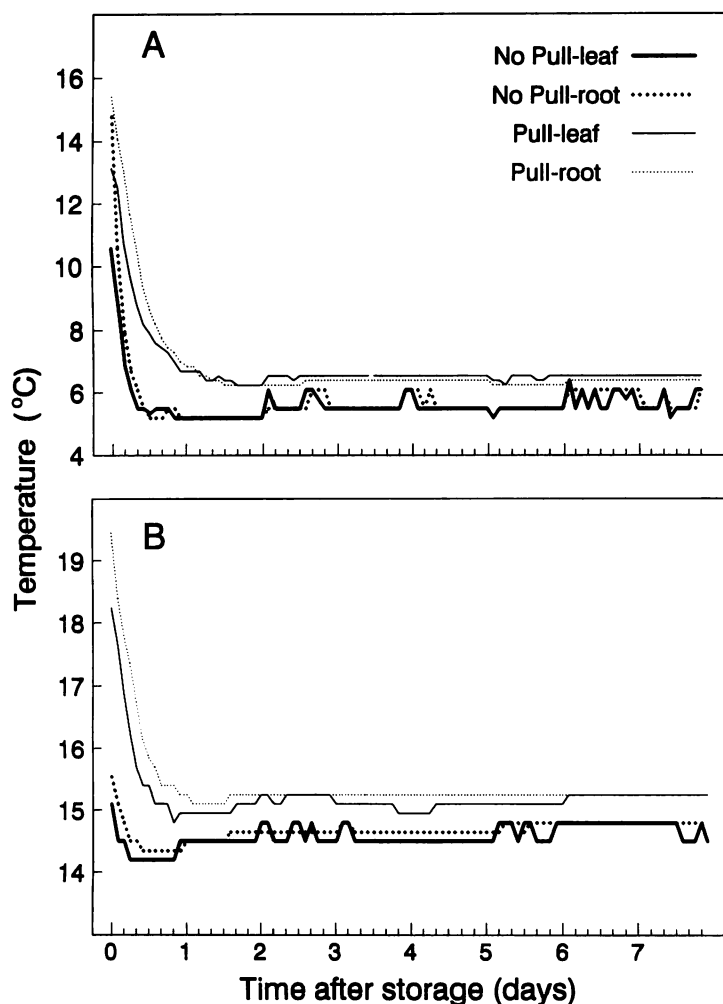 A
No Pull-leaf
No Pull-root
Pull-leaf
Pull-root
16
14
12
10
8
6
4
Temperature (°C)
B
19
18
17
16
15
14
0 1 2 3 4 5 6 7
Time after storage (days)